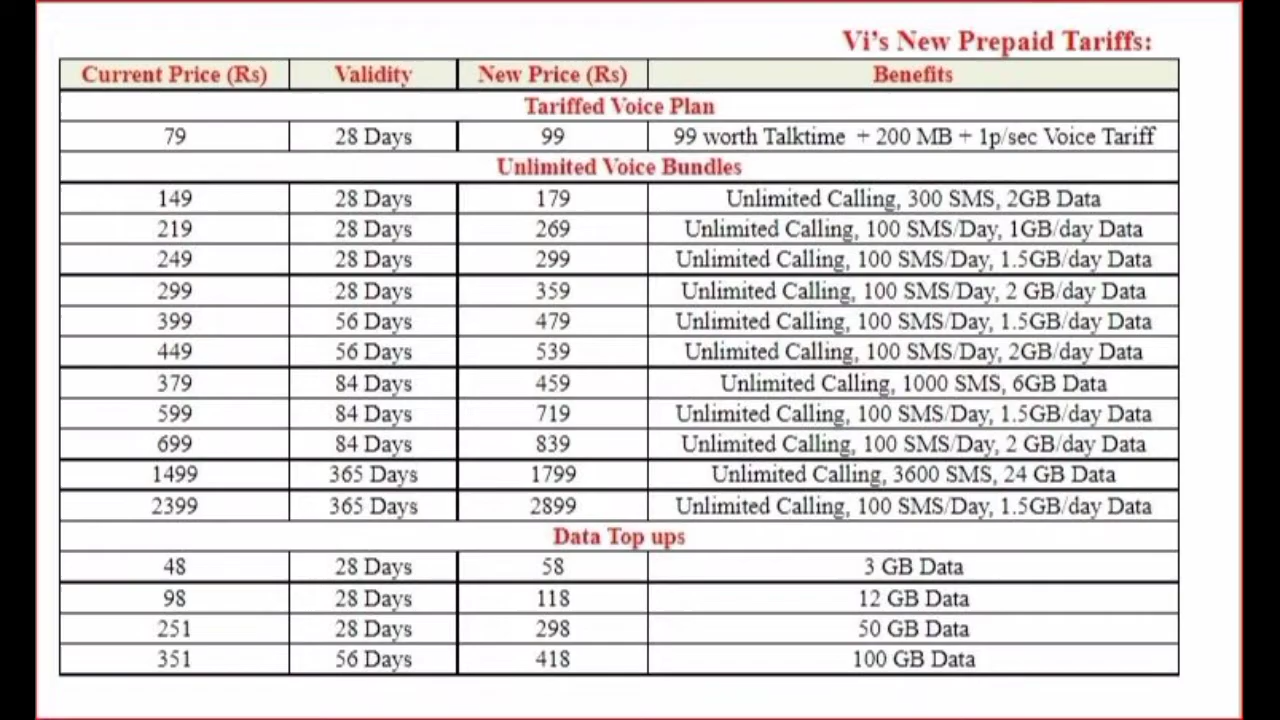 Vi's New Prepaid Tariffs:
Current Price (Rs) Validity New Price (Rs) Benefits
Tariffed Voice Plan
79 28 Days 99 99 worth Talktime + 200 MB + 1p/sec Voice Tariff
Unlimited Voice Bundles
149 28 Days 179 Unlimited Calling, 300 SMS, 2GB Data
219 28 Days 269 Unlimited Calling, 100 SMS/Day, 1GB/day Data
249 28 Days 299 Unlimited Calling, 100 SMS/Day, 1.5GB/day Data
299 28 Days 359 Unlimited Calling, 100 SMS/Day, 2 GB/day Data
399 56 Days 479 Unlimited Calling, 100 SMS/Day, 1.5GB/day Data
449 56 Days 539 Unlimited Calling, 100 SMS/Day, 2GB/day Data
379 84 Days 459 Unlimited Calling, 1000 SMS, 6GB Data
599 84 Days 719 Unlimited Calling, 100 SMS/Day, 1.5GB/day Data
699 84 Days 839 Unlimited Calling, 100 SMS/Day, 2 GB/day Data
1499 365 Days 1799 Unlimited Calling, 3600 SMS, 24 GB Data
2399 365 Days 2899 Unlimited Calling, 100 SMS/Day, 1.5GB/day Data
Data Top ups
48 28 Days 58 3 GB Data
98 28 Days 118 12 GB Data
251 28 Days 298 50 GB Data
351 56 Days 418 100 GB Data